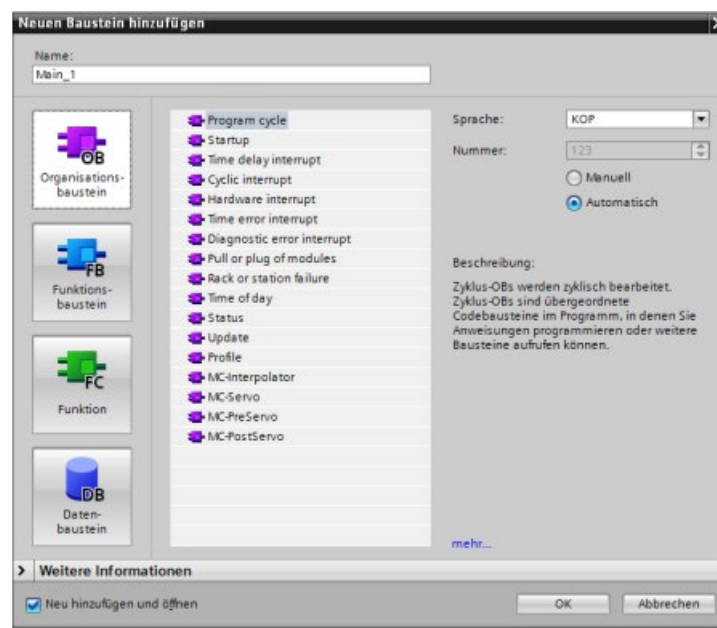 Neuen Baustein hinzufügen
Name:
Main_1
OB
Organisations-
baustein
FB
Funktions-
baustein
FC
Funktion
DB
Daten-
baustein
Program cycle
Startup
Time delay interrupt
Cyclic interrupt
Hardware interrupt
Time error interrupt
Diagnostic error interrupt
Pull or plug of modules
Rack or station failure
Time of day
Status
Update
Profile
MC-Interpolator
MC-Servo
MC-PreServo
MC-PostServo
Sprache: KOP
Nummer: 123
Manuell
Automatisch
Beschreibung:
Zyklus-OBs werden zyklisch bearbeitet.
Zyklus-OBs sind übergeordnete
Codebausteine im Programm, in denen Sie
Anweisungen programmieren oder weitere
Bausteine aufrufen können.
mehr...
Weitere Informationen
Neu hinzufügen und öffnen
OK Abbrechen